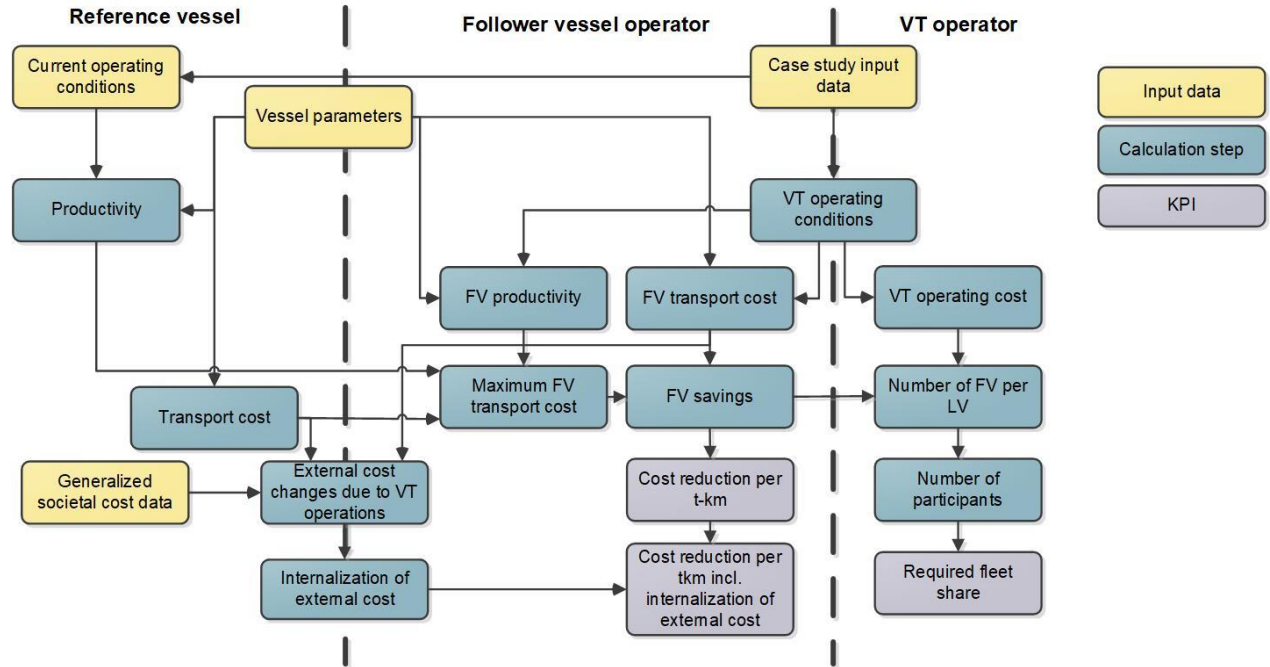 Reference vessel
Follower vessel operator
VT operator
Current operating
conditions
Case study input
data
Input data
Vessel parameters
Calculation step
Productivity
VT operating
conditions
KPI
FV productivity
FV transport cost
VT operating cost
Maximum FV
transport cost
FV savings
Number of FV per
LV
Transport cost
Generalized
societal cost data
External cost
changes due to VT
operations
Cost reduction per
t-km
Number of
participants
Internalization of
external cost
Cost reduction per
tkm incl.
internalization of
external cost
Required fleet
share